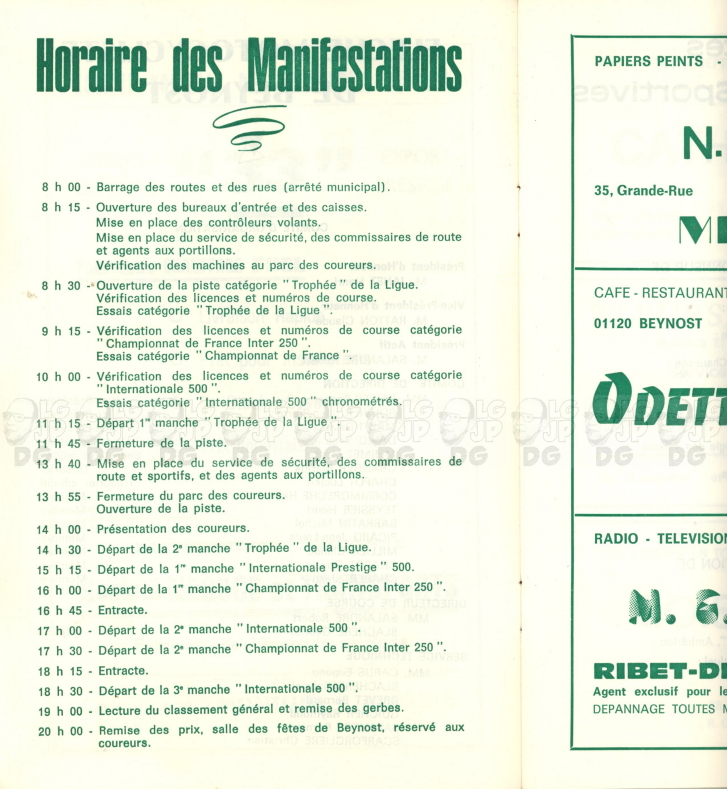 Horaire des Manifestations
8 h 00 - Barrage des routes et des rues (arrêté municipal).
8 h 15 - Ouverture des bureaux d'entrée et des caisses.
Mise en place des contrôleurs volants.
Mise en place du service de sécurité, des commissaires de route
et agents aux portillons.
Vérification des machines au parc des coureurs.
8 h 30 - Ouverture de la piste catégorie " Trophée " de la Ligue.
Vérification des licences et numéros de course.
Essais catégorie " Trophée de la Ligue ".
9 h 15 - Vérification des licences et numéros de course catégorie
" Championnat de France Inter 250 ".
Essais catégorie " Championnat de France ".
10 h 00 - Vérification des licences et numéros de course catégorie
" Internationale 500 ".
Essais catégorie " Internationale 500 " chronométrés.
11 h 15 - Départ 1re manche " Trophée de la Ligue ".
11 h 45 - Fermeture de la piste.
13 h 40 - Mise en place du service de sécurité, des commissaires de
route et sportifs, et des agents aux portillons.
13 h 55 - Fermeture du parc des coureurs.
Ouverture de la piste.
14 h 00 - Présentation des coureurs.
14 h 30 - Départ de la 2e manche " Trophée " de la Ligue.
15 h 15 - Départ de la 1re manche " Internationale Prestige " 500.
16 h 00 - Départ de la 1re manche " Championnat de France Inter 250 ".
16 h 45 - Entracte.
17 h 00 - Départ de la 2e manche " Internationale 500 ".
17 h 30 - Départ de la 2e manche " Championnat de France Inter 250 ".
18 h 15 - Entracte.
18 h 30 - Départ de la 3e manche " Internationale 500 ".
19 h 00 - Lecture du classement général et remise des gerbes.
20 h 00 - Remise des prix, salle des fêtes de Beynost, réservé aux
coureurs.
PAPIERS PEINTS -
N.
35, Grande-Rue
CAFE - RESTAURANT
01120 BEYNOST
ODETT
RADIO - TELEVISION
M. G.
RIBET-D
Agent exclusif pour le
DEPANNAGE TOUTES M
LG JP DG